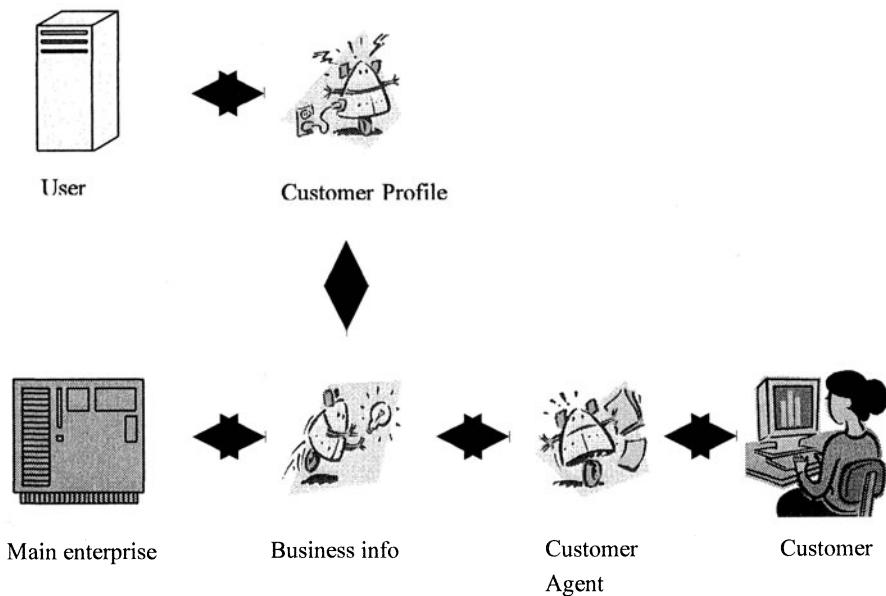 User
Customer Profile
Main enterprise
Business info
Customer
Agent
Customer